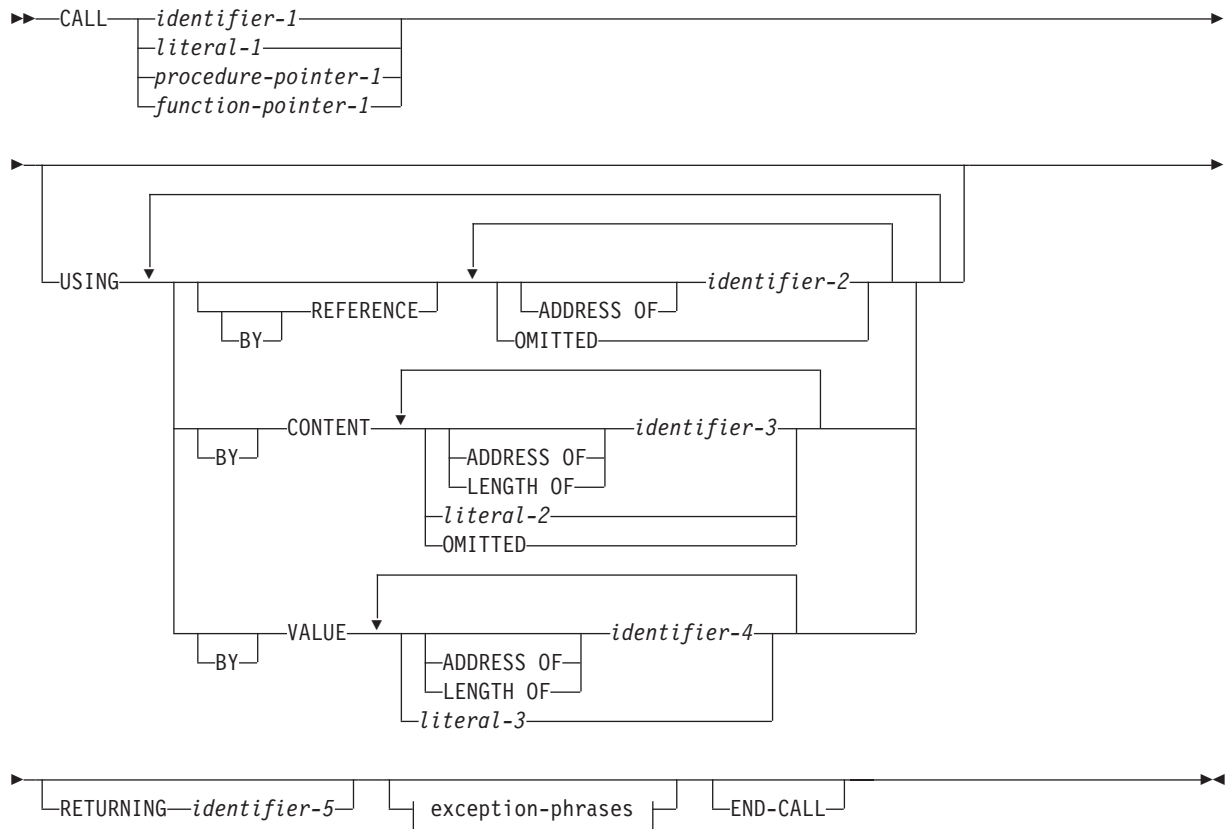 CALL identifier-1
literal-1
procedure-pointer-1
function-pointer-1
USING identifier-2
REFERENCE ADDRESS OF
BY OMITTED
CONTENT identifier-3
BY ADDRESS OF
LENGTH OF
literal-2
OMITTED
VALUE identifier-4
BY ADDRESS OF
LENGTH OF
literal-3
RETURNING identifier-5 exception-phrases END-CALL